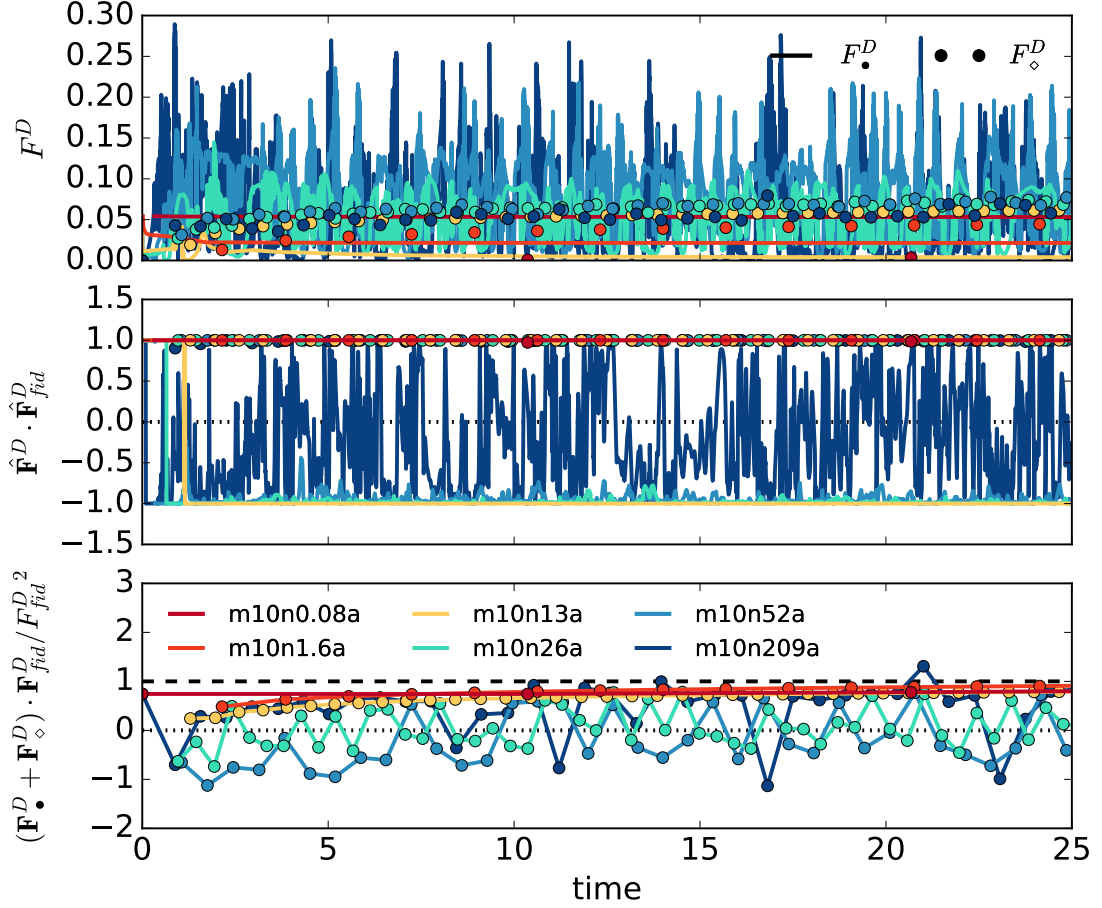 0.30
0.25
0.20
0.15
0.10
0.05
0.00
F^D
F^D_•
F^D_⋄
1.5
1.0
0.5
0.0
−0.5
−1.0
−1.5
F̂^D · F̂^D_fid
3
2
1
0
−1
−2
(F^D_• + F^D_⋄) · F^D_fid / F^D_fid^2
m10n0.08a m10n13a m10n52a
m10n1.6a m10n26a m10n209a
0 5 10 15 20 25
time